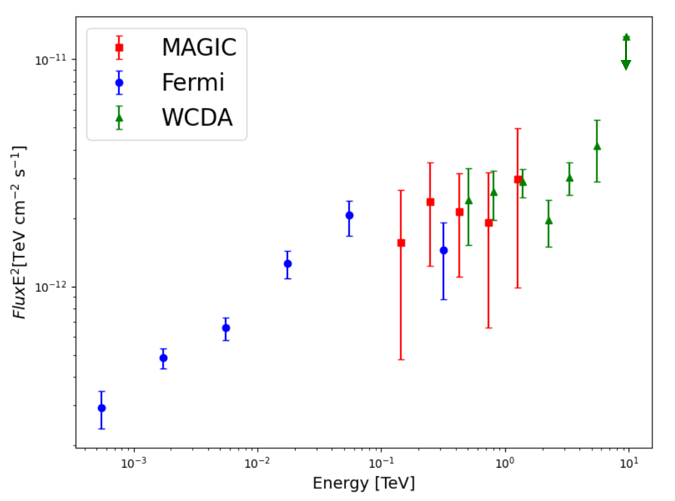 MAGIC
Fermi
WCDA
10⁻¹¹
10⁻¹²
FluxE²[TeV cm⁻² s⁻¹]
10⁻³
10⁻²
10⁻¹
10⁰
10¹
Energy [TeV]